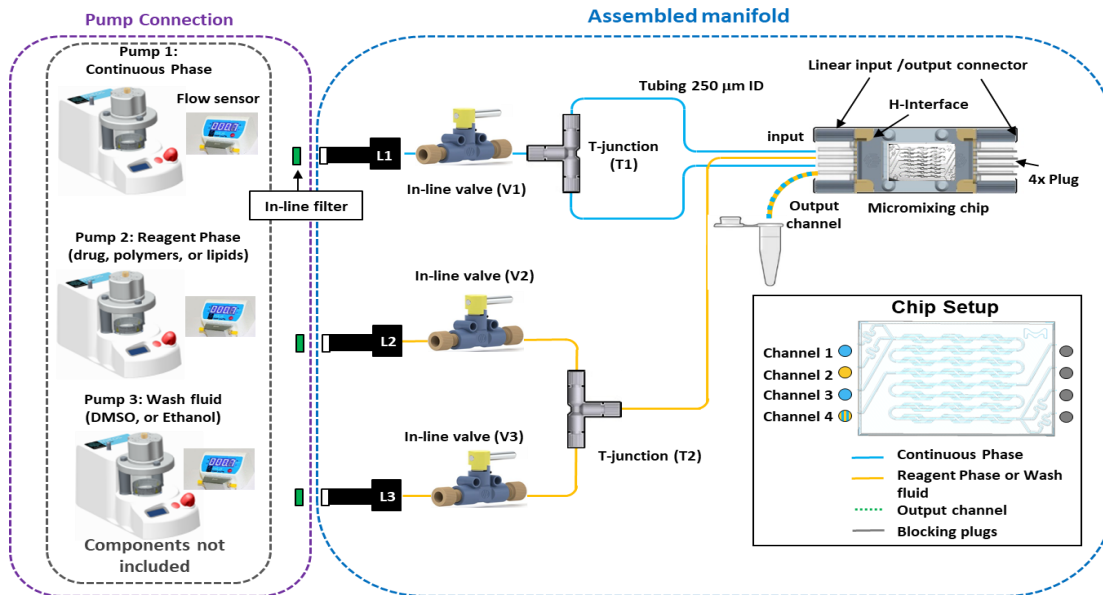 Pump Connection
Assembled manifold
Pump 1:
Continuous Phase
Flow sensor
In-line filter
Pump 2: Reagent Phase
(drug, polymers, or lipids)
Pump 3: Wash fluid
(DMSO, or Ethanol)
Components not
included
L1
In-line valve (V1)
T-junction
(T1)
Tubing 250 μm ID
Linear input /output connector
H-Interface
input
4x Plug
Output
channel
Micromixing chip
L2
In-line valve (V2)
L3
In-line valve (V3)
T-junction (T2)
Chip Setup
Channel 1
Channel 2
Channel 3
Channel 4
Continuous Phase
Reagent Phase or Wash
fluid
Output channel
Blocking plugs